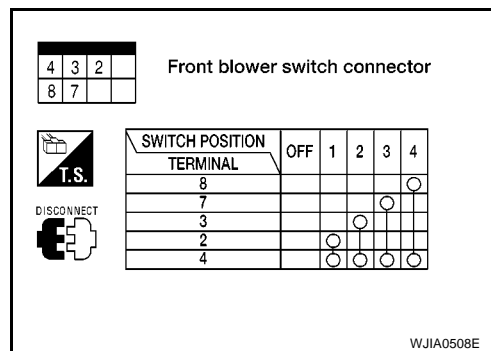 4 3 2
8 7
Front blower switch connector
T.S.
DISCONNECT
SWITCH POSITION
TERMINAL
OFF 1 2 3 4
8
7
3
2
4
WJIA0508E